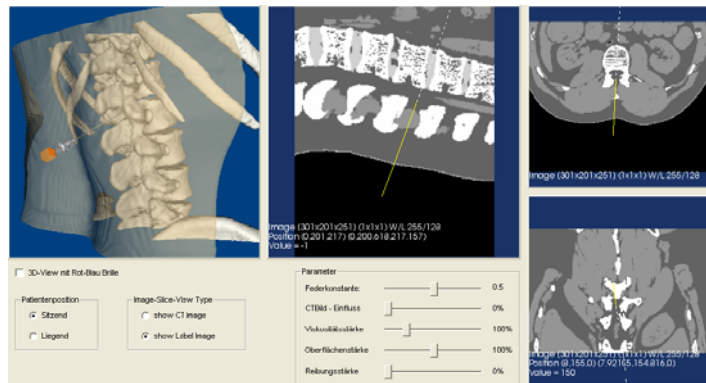 Image (301x201x251) (1x1x1) W/L 255/128
Position (0,201,217) (0,200.618,217.157)
Value = -1
Image (301x201x251) (1x1x1) W/L 255/128
Image (301x201x251) (1x1x1) W/L 255/128
Value = 150
3D-View mit Rot-Blau Brille
Patientenposition
Sitzend
Liegend
Image-Slice-View Type
show CT image
show Label Image
Parameter
Federkonstante: 0.5
CTBild - Einfluss 0%
Viskositätsstärke 100%
Oberflächenstärke 100%
Reibungsstärke 0%